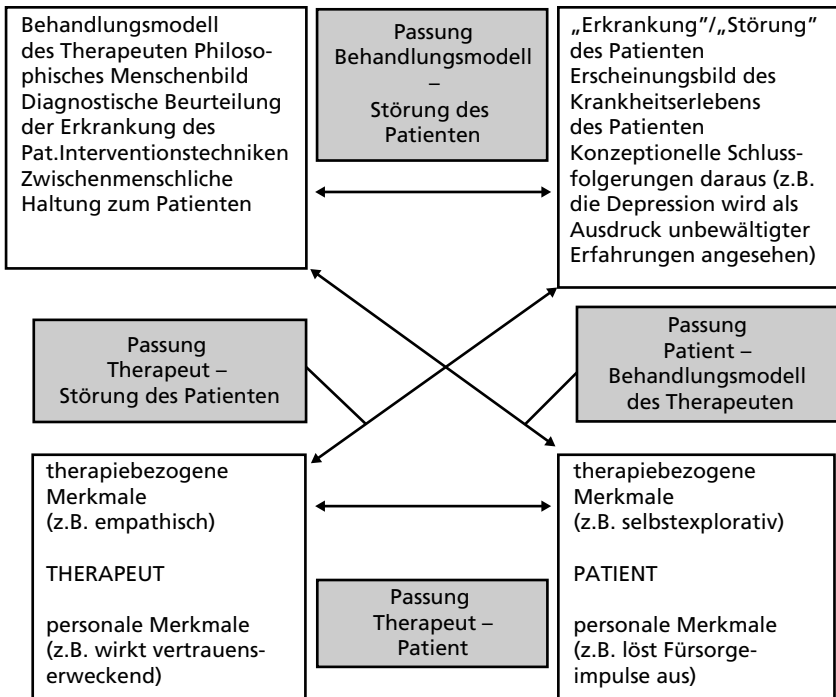 Behandlungsmodell
des Therapeuten Philoso-
phisches Menschenbild
Diagnostische Beurteilung
der Erkrankung des
Pat.Interventionstechniken
Zwischenmenschliche
Haltung zum Patienten
Passung
Behandlungsmodell
–
Störung des
Patienten
„Erkrankung”/„Störung”
des Patienten
Erscheinungsbild des
Krankheitserlebens
des Patienten
Konzeptionelle Schluss-
folgerungen daraus (z.B.
die Depression wird als
Ausdruck unbewältigter
Erfahrungen angesehen)
Passung
Therapeut –
Störung des Patienten
Passung
Patient –
Behandlungsmodell
des Therapeuten
therapiebezogene
Merkmale
(z.B. empathisch)
THERAPEUT
personale Merkmale
(z.B. wirkt vertrauens-
erweckend)
Passung
Therapeut –
Patient
therapiebezogene
Merkmale
(z.B. selbstexplorativ)
PATIENT
personale Merkmale
(z.B. löst Fürsorge-
impulse aus)